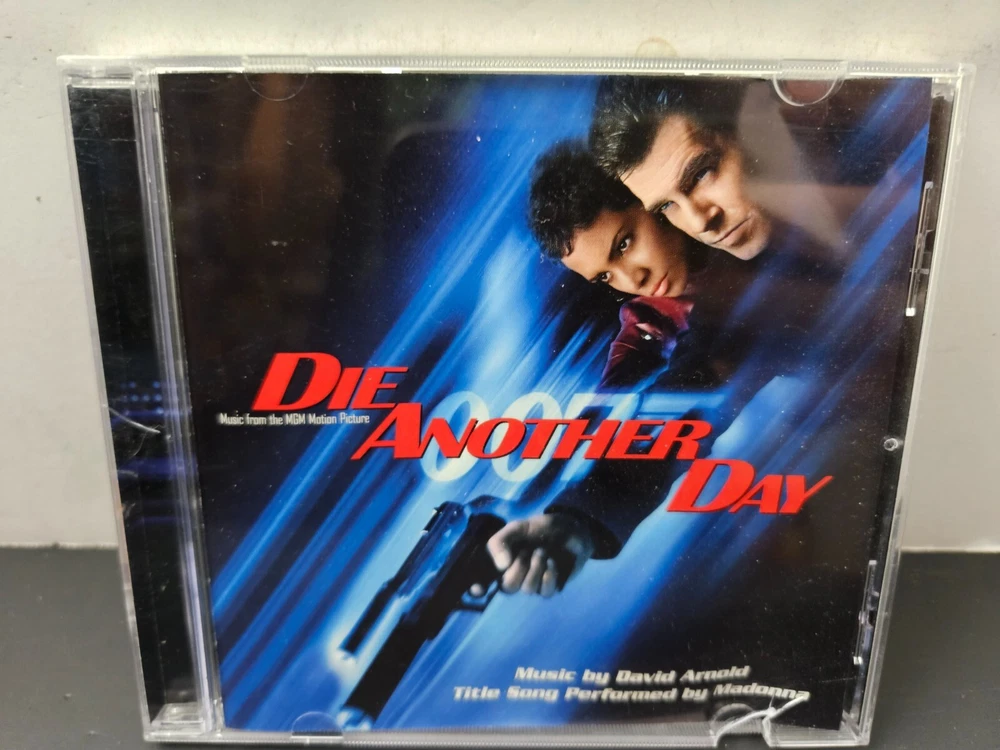 DIE
Music from the MGM Motion Picture
007
ANOTHER
DAY
Music by David Arnold
Title Song Performed by Madonna